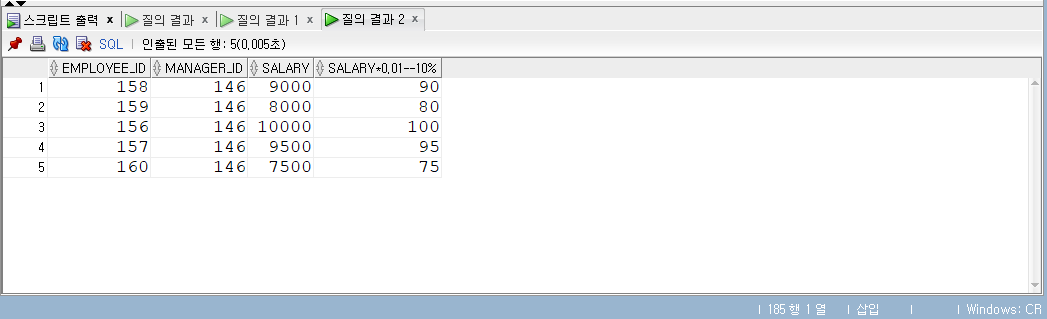 스크립트 출력 x 질의 결과 x 질의 결과 1 x 질의 결과 2 x
SQL | 인출된 모든 행: 5(0,005초)
EMPLOYEE_ID MANAGER_ID SALARY SALARY*0,01--10%
1 158 146 9000 90
2 159 146 8000 80
3 156 146 10000 100
4 157 146 9500 95
5 160 146 7500 75
| 185 행 1 열 | 삽입 | | Windows: CR